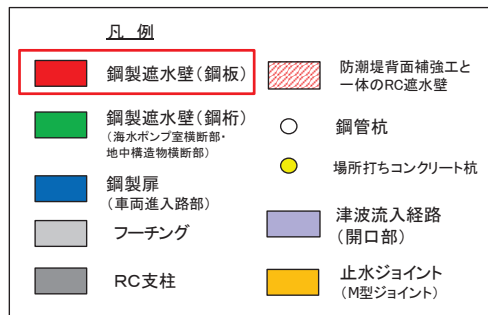 凡 例
鋼製遮水壁(鋼板)
鋼製遮水壁(鋼桁)
(海水ポンプ室横断部・
地中構造物横断部)
鋼製扉
(車両進入路部)
フーチング
RC支柱
防潮堤背面補強工と
一体のRC遮水壁
鋼管杭
場所打ちコンクリート杭
津波流入経路
(開口部)
止水ジョイント
(M型ジョイント)